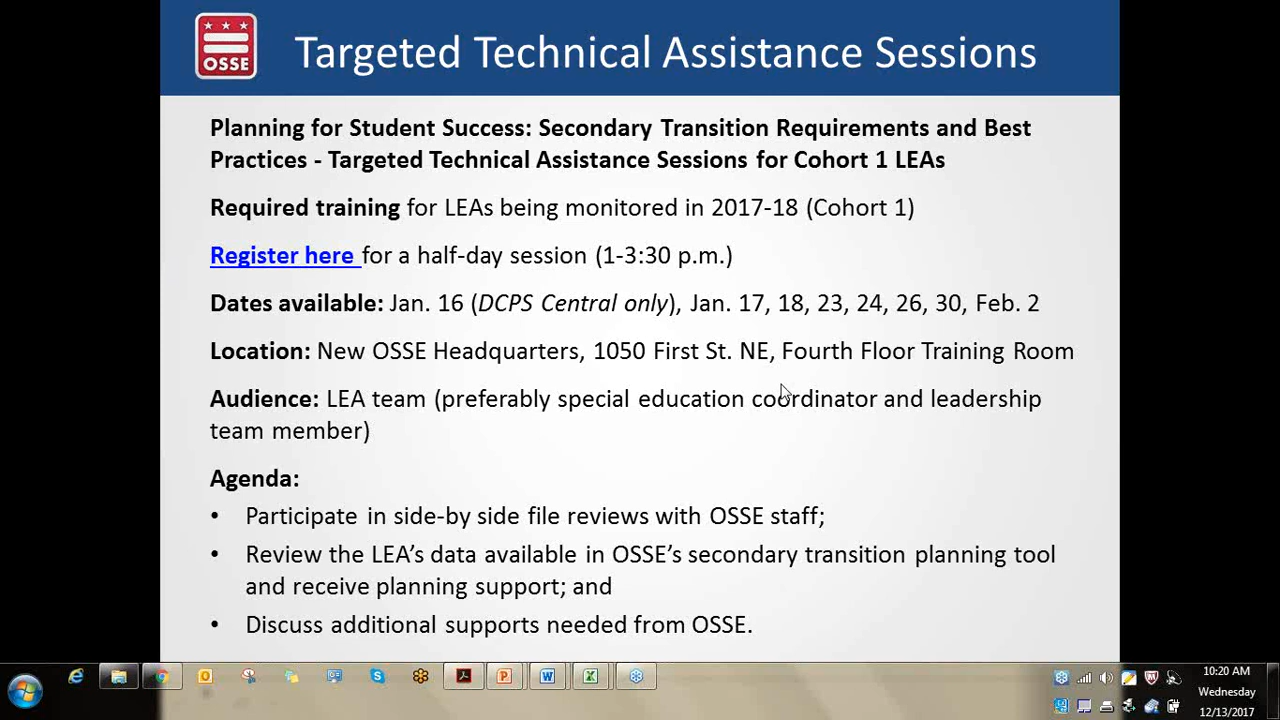 OSSE
Targeted Technical Assistance Sessions
Planning for Student Success: Secondary Transition Requirements and Best
Practices - Targeted Technical Assistance Sessions for Cohort 1 LEAs
Required training for LEAs being monitored in 2017-18 (Cohort 1)
Register here for a half-day session (1-3:30 p.m.)
Dates available: Jan. 16 (DCPS Central only), Jan. 17, 18, 23, 24, 26, 30, Feb. 2
Location: New OSSE Headquarters, 1050 First St. NE, Fourth Floor Training Room
Audience: LEA team (preferably special education coordinator and leadership
team member)
Agenda:
• Participate in side-by side file reviews with OSSE staff;
• Review the LEA's data available in OSSE's secondary transition planning tool
and receive planning support; and
• Discuss additional supports needed from OSSE.
10:20 AM
Wednesday
12/13/2017